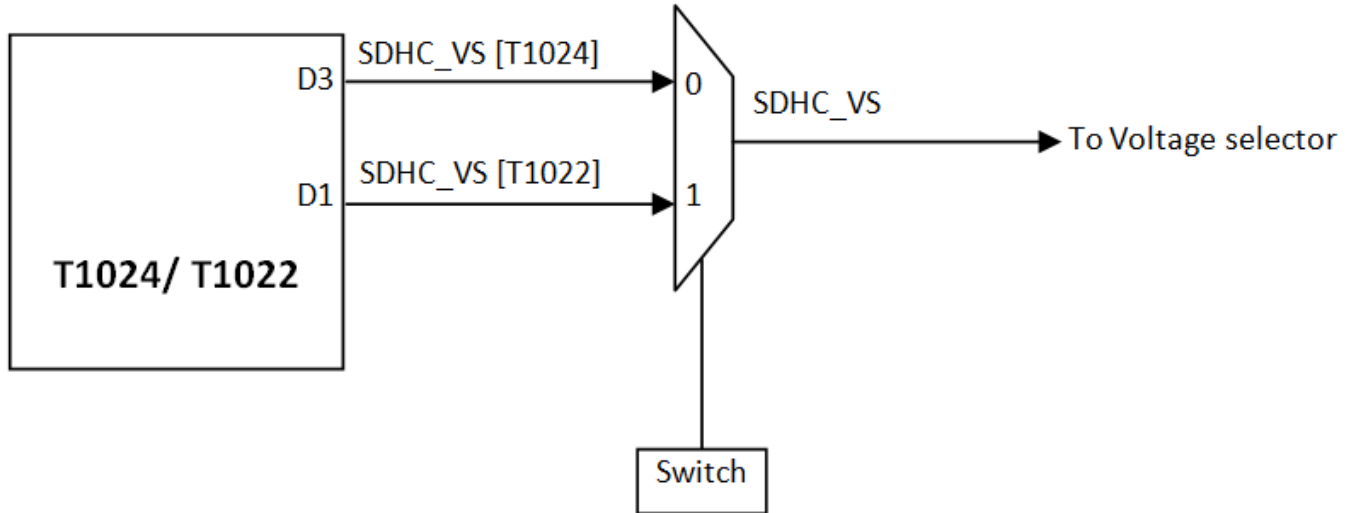 SDHC_VS [T1024]
D3
0
SDHC_VS
To Voltage selector
SDHC_VS [T1022]
D1
1
T1024/ T1022
Switch